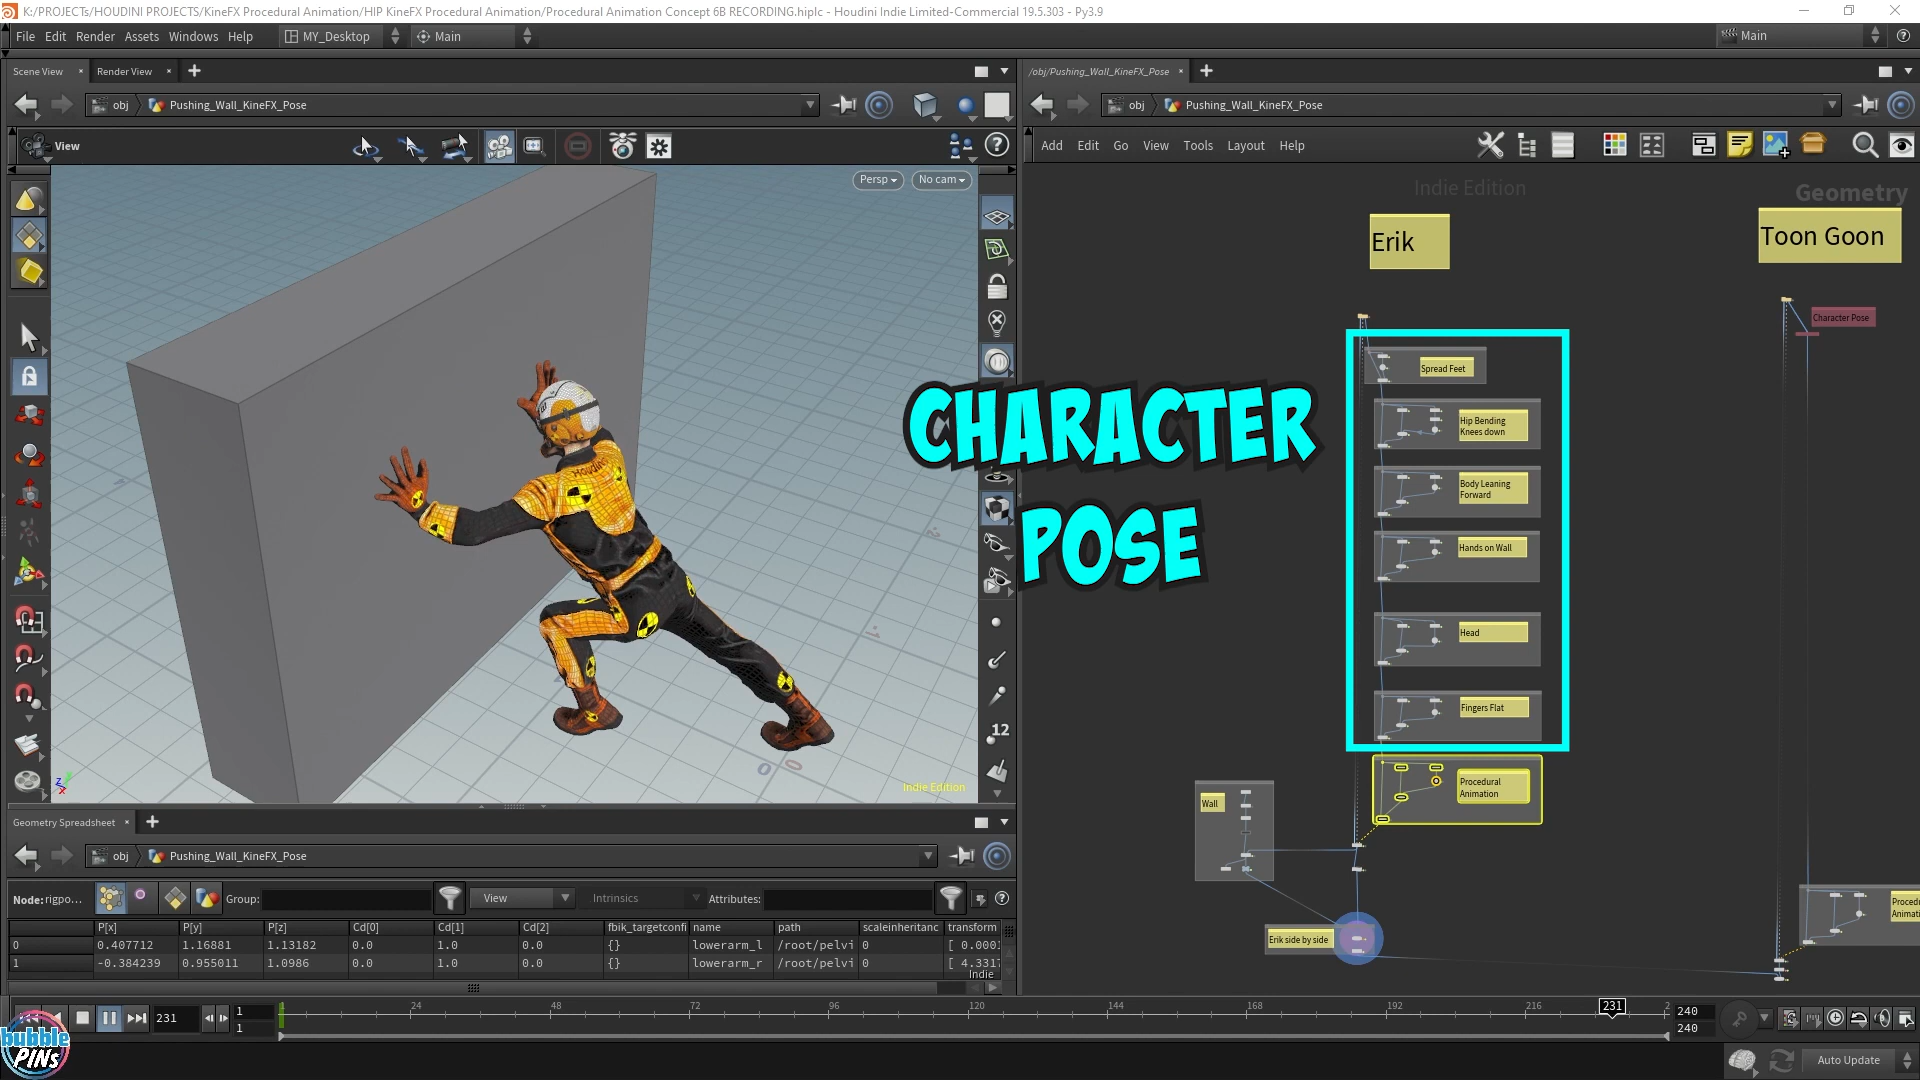 K:/PROJECTs/HOUDINI PROJECTS/KineFX Procedural Animation/HIP KineFX Procedural Animation/Procedural Animation Concept 6B RECORDING.hiplc - Houdini Indie Limited-Commercial 19.5.303 - Py3.9
File Edit Render Assets Windows Help MY_Desktop Main Main
Scene View Render View /obj/Pushing_Wall_KineFX_Pose
obj Pushing_Wall_KineFX_Pose obj Pushing_Wall_KineFX_Pose
View Add Edit Go View Tools Layout Help
Persp No cam
Indie Edition Geometry
Erik Toon Goon
Character Pose
Spread Feet
Hip Bending
Knees down
Body Leaning
Forward
Hands on Wall
Head
Fingers Flat
Procedural
Animation
CHARACTER
POSE
Houdini
12
Wall
Erik side by side
Indie Edition
Geometry Spreadsheet
obj Pushing_Wall_KineFX_Pose
Node: rigpo... Group: View Intrinsics Attributes:
P[x] P[y] P[z] Cd[0] Cd[1] Cd[2] fbik_targetconfi name path scaleinheritanc transform
0 0.407712 1.16881 1.13182 0.0 1.0 0.0 {} lowerarm_l /root/pelvi 0 [ 0.0001
1 -0.384239 0.955011 1.0986 0.0 1.0 0.0 {} lowerarm_r /root/pelvi 0 [ 4.3317
Indie
231 1 24 48 72 96 120 144 168 192 216 231 2 240
1 240
bubble
PINs
Auto Update